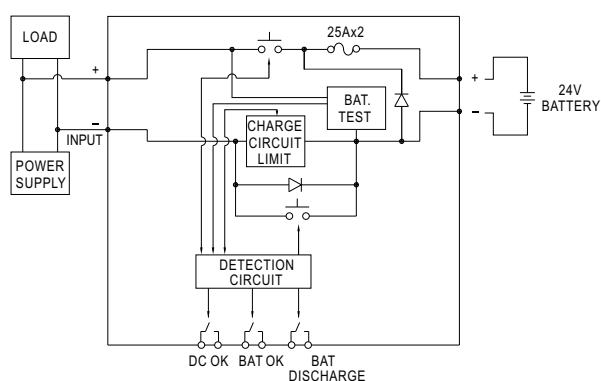 LOAD
25Ax2
+
+
24V
BATTERY
BAT.
TEST
−
−
INPUT
CHARGE
CIRCUIT
LIMIT
POWER
SUPPLY
DETECTION
CIRCUIT
DC OK
BAT OK
BAT
DISCHARGE